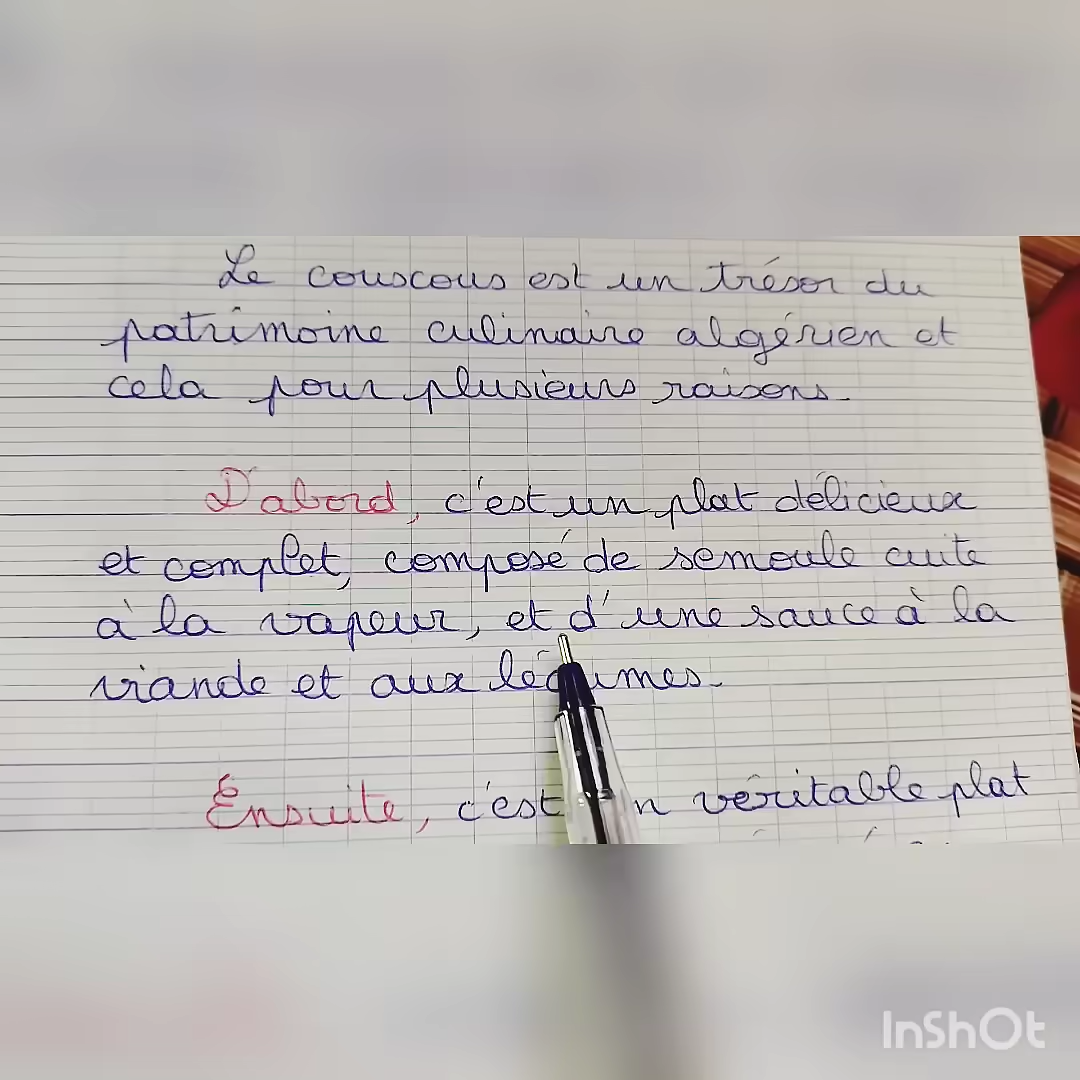 Le couscous est un trésor du
patrimoine culinaire algérien et
cela pour plusieurs raisons.
D'abord, c'est un plat délicieux
et complet, composé de semoule cuite
à la vapeur, et d'une sauce à la
viande et aux légumes.
Ensuite, c'est un véritable plat
InShOt